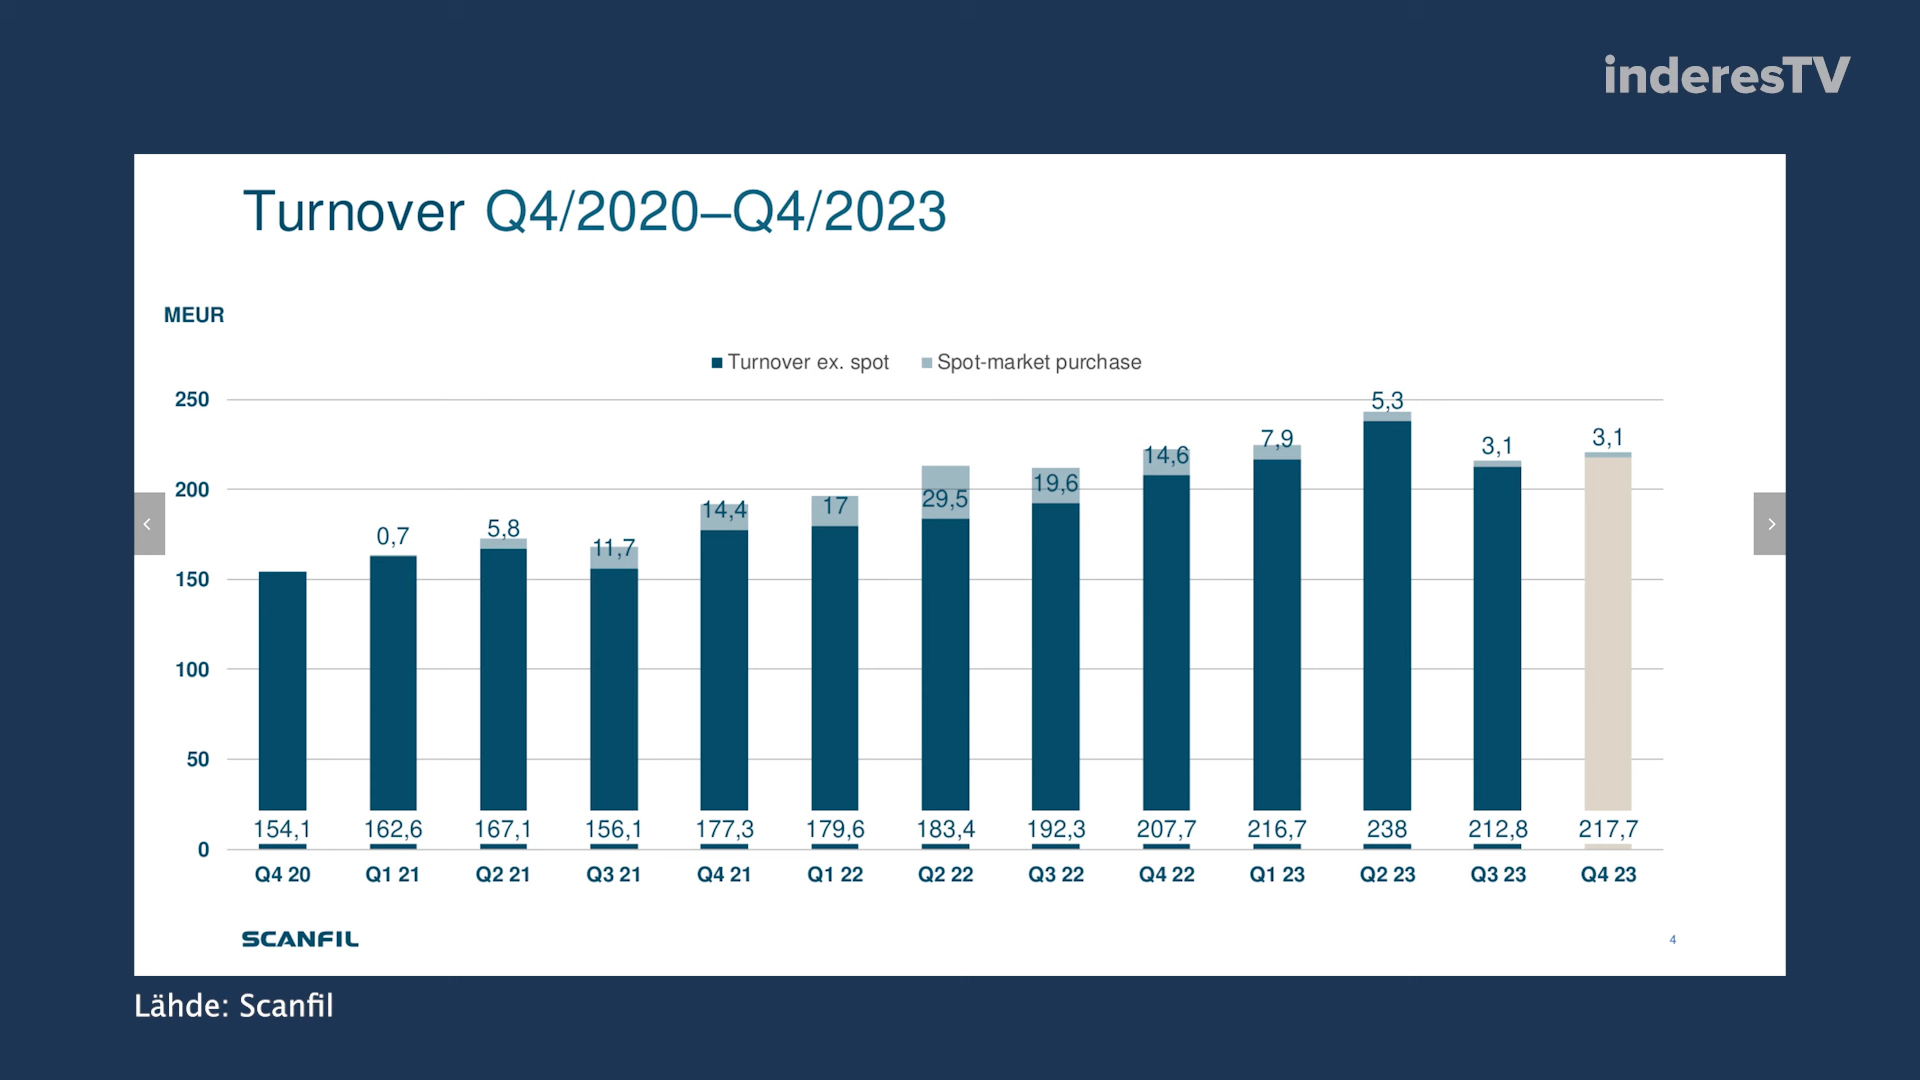 inderesTV
Turnover Q4/2020–Q4/2023
MEUR
Turnover ex. spot Spot-market purchase
250
200
150
100
50
0
0,7 5,8 11,7 14,4 17 29,5 19,6 14,6 7,9 5,3 3,1 3,1
154,1 162,6 167,1 156,1 177,3 179,6 183,4 192,3 207,7 216,7 238 212,8 217,7
Q4 20 Q1 21 Q2 21 Q3 21 Q4 21 Q1 22 Q2 22 Q3 22 Q4 22 Q1 23 Q2 23 Q3 23 Q4 23
SCANFIL
4
Lähde: Scanfil